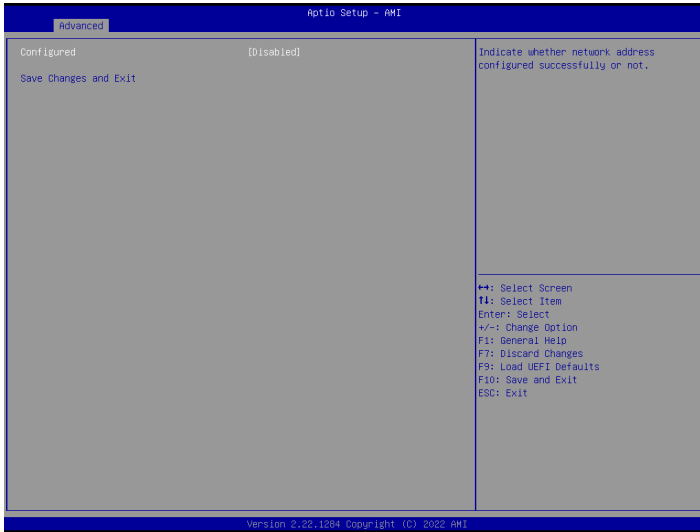 Aptio Setup - AMI
Advanced
Configured [Disabled]
Save Changes and Exit
Indicate whether network address
configured successfully or not.
↔: Select Screen
↑↓: Select Item
Enter: Select
+/-: Change Option
F1: General Help
F7: Discard Changes
F9: Load UEFI Defaults
F10: Save and Exit
ESC: Exit
Version 2.22.1284 Copyright (C) 2022 AMI